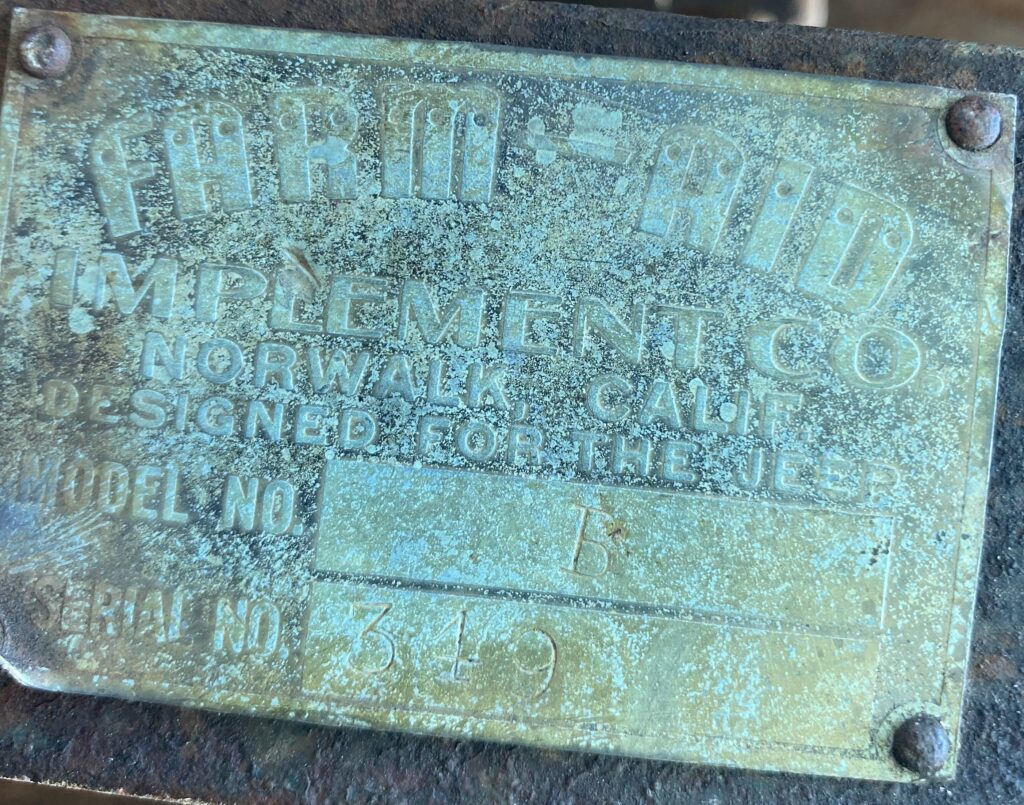 FARM-AID
IMPLEMENT CO.
NORWALK, CALIF.
DESIGNED FOR THE JEEP
MODEL NO. B
SERIAL NO. 349